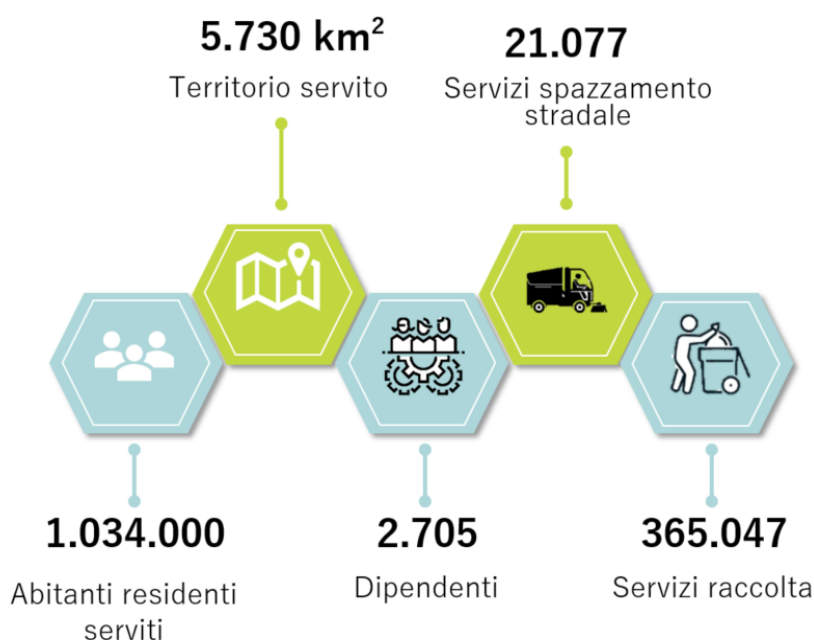 5.730 km²
Territorio servito
21.077
Servizi spazzamento
stradale
1.034.000
Abitanti residenti
serviti
2.705
Dipendenti
365.047
Servizi raccolta